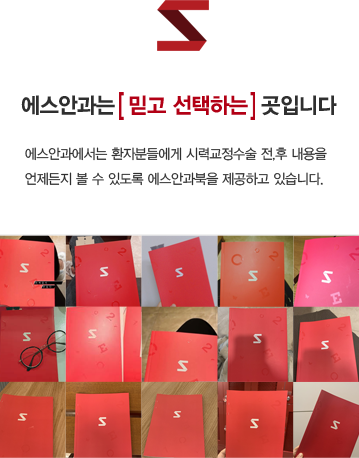 에스안과는 [ 믿고 선택하는 ] 곳입니다
에스안과에서는 환자분들에게 시력교정수술 전,후 내용을
언제든지 볼 수 있도록 에스안과북을 제공하고 있습니다.